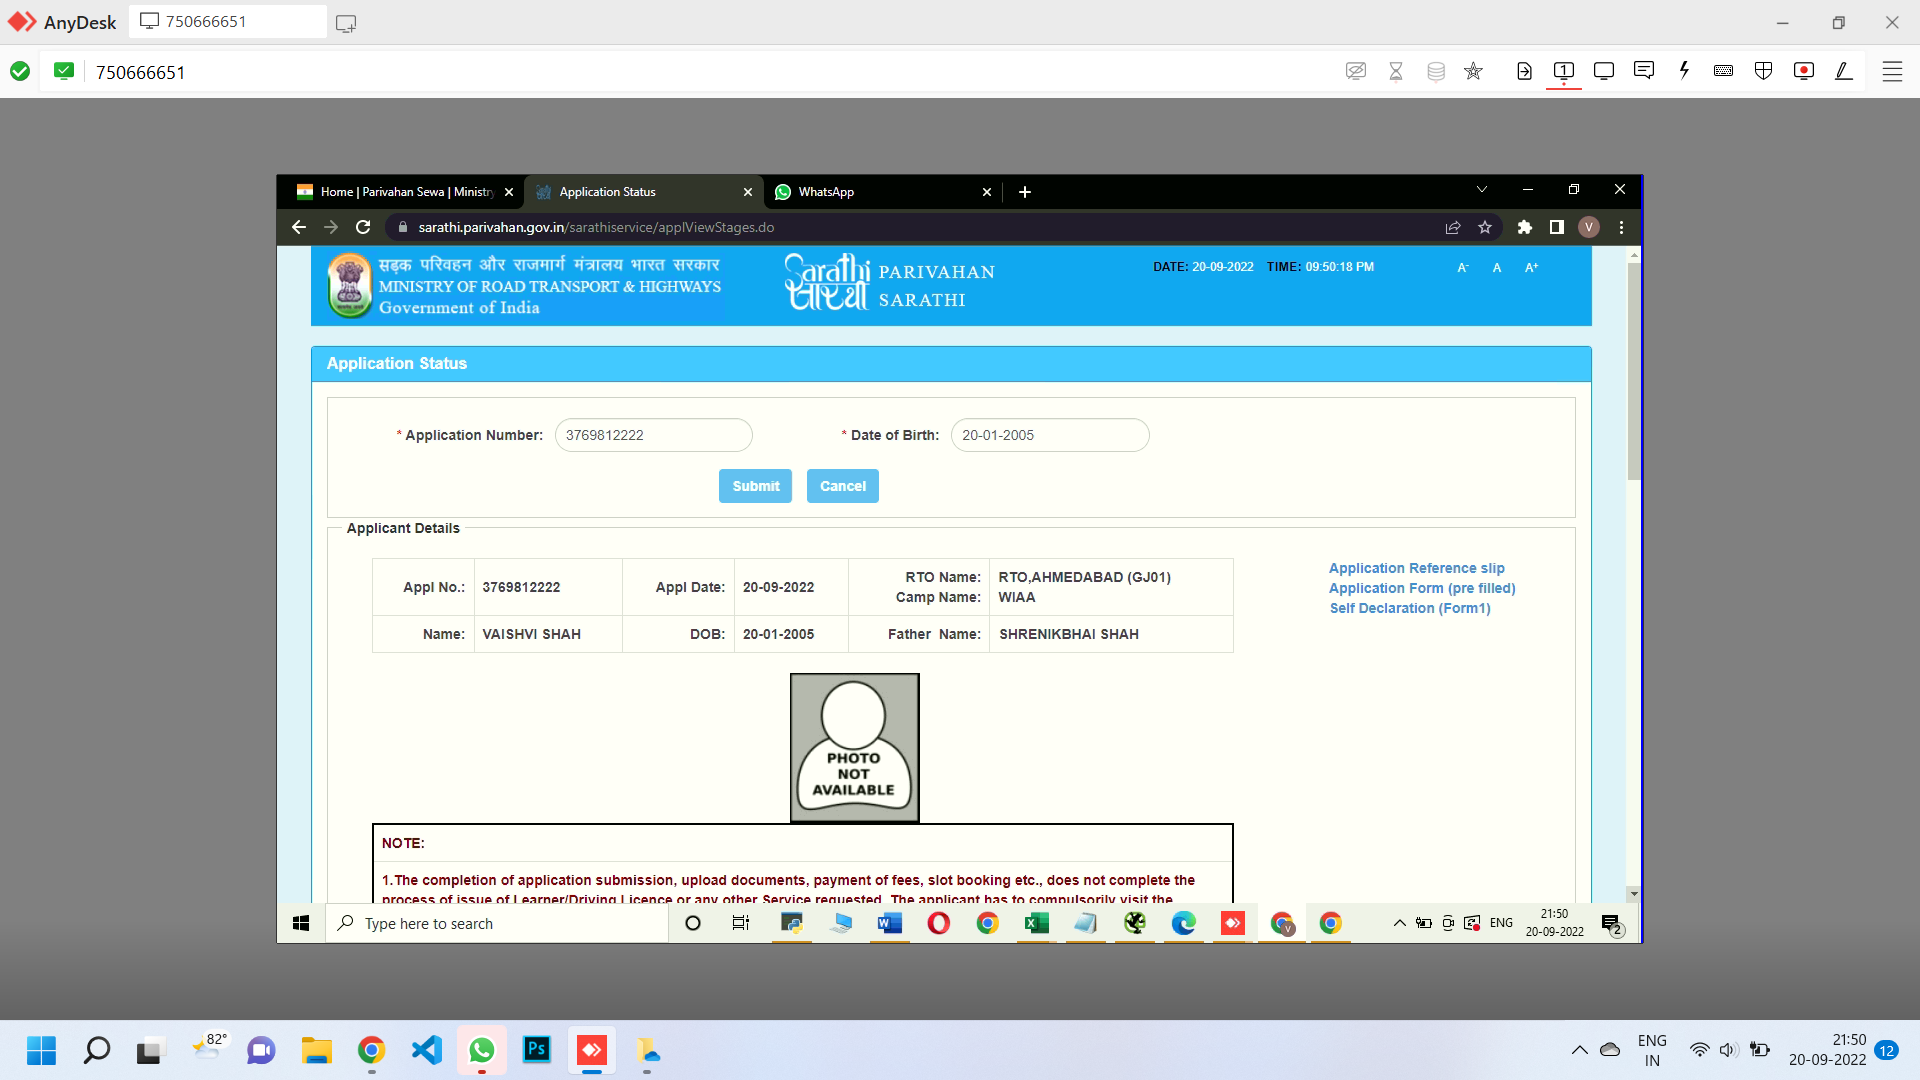 AnyDesk
750666651
750666651
Home | Parivahan Sewa | Ministry
Application Status
WhatsApp
sarathi.parivahan.gov.in/sarathiservice/applViewStages.do
V
सड़क परिवहन और राजमार्ग मंत्रालय भारत सरकार
MINISTRY OF ROAD TRANSPORT & HIGHWAYS
Government of India
Sarathi
सारथी
PARIVAHAN
SARATHI
DATE: 20-09-2022 TIME: 09:50:18 PM
A- A A+
Application Status
* Application Number: 3769812222
* Date of Birth: 20-01-2005
Submit Cancel
Applicant Details
Appl No.: 3769812222 Appl Date: 20-09-2022 RTO Name: RTO,AHMEDABAD (GJ01)
Camp Name: WIAA
Name: VAISHVI SHAH DOB: 20-01-2005 Father Name: SHRENIKBHAI SHAH
Application Reference slip
Application Form (pre filled)
Self Declaration (Form1)
PHOTO
NOT
AVAILABLE
NOTE:
1.The completion of application submission, upload documents, payment of fees, slot booking etc., does not complete the
process of issue of Learner/Driving Licence or any other Service requested. The applicant has to compulsorily visit the
Type here to search
ENG
21:50
20-09-2022
2
82°
Ps
ENG
IN
21:50
20-09-2022
12